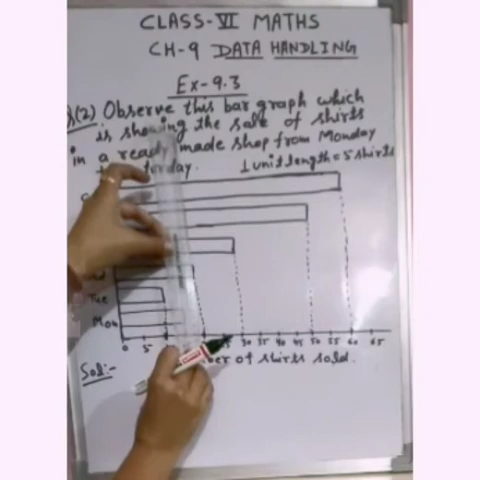 CLASS-VI MATHS
CH-9 DATA HANDLING
Ex-9.3
(2) Observe this bar graph which
is showing the sale of shirts
in a ready made shop from Monday
1 unit length = 5 shirts
Tue
Mon
0 5 30 35 40 45 50 55 60 65
of shirts sold.
Sol:-